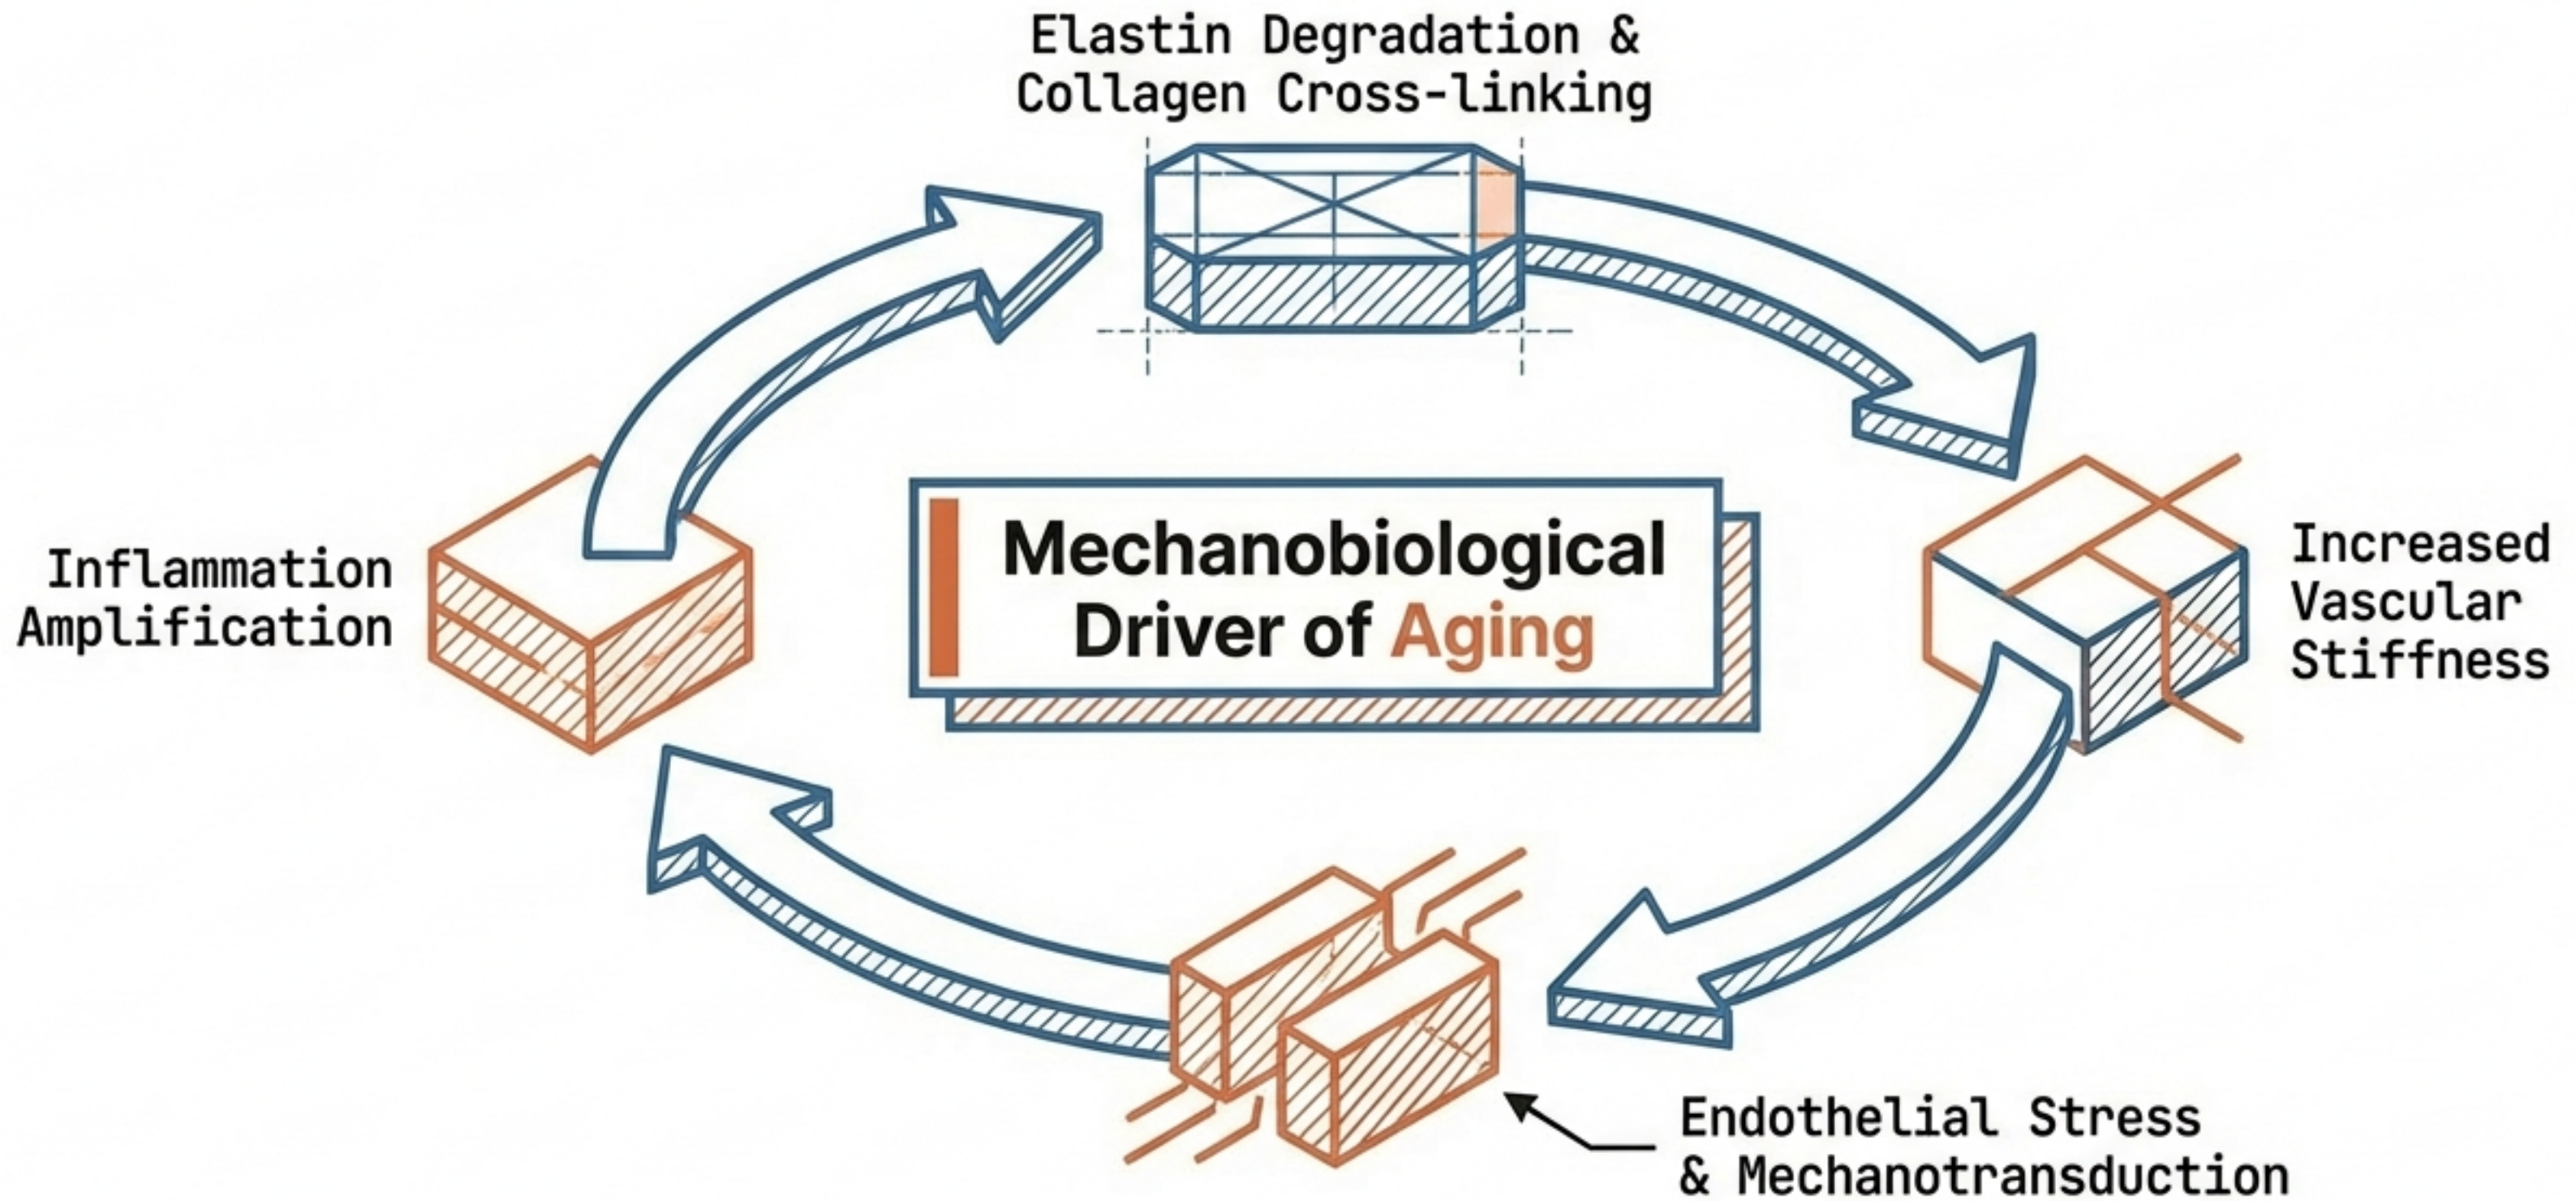 Elastin Degradation &
Collagen Cross-linking
Mechanobiological
Driver of Aging
Inflammation
Amplification
Increased
Vascular
Stiffness
Endothelial Stress
& Mechanotransduction